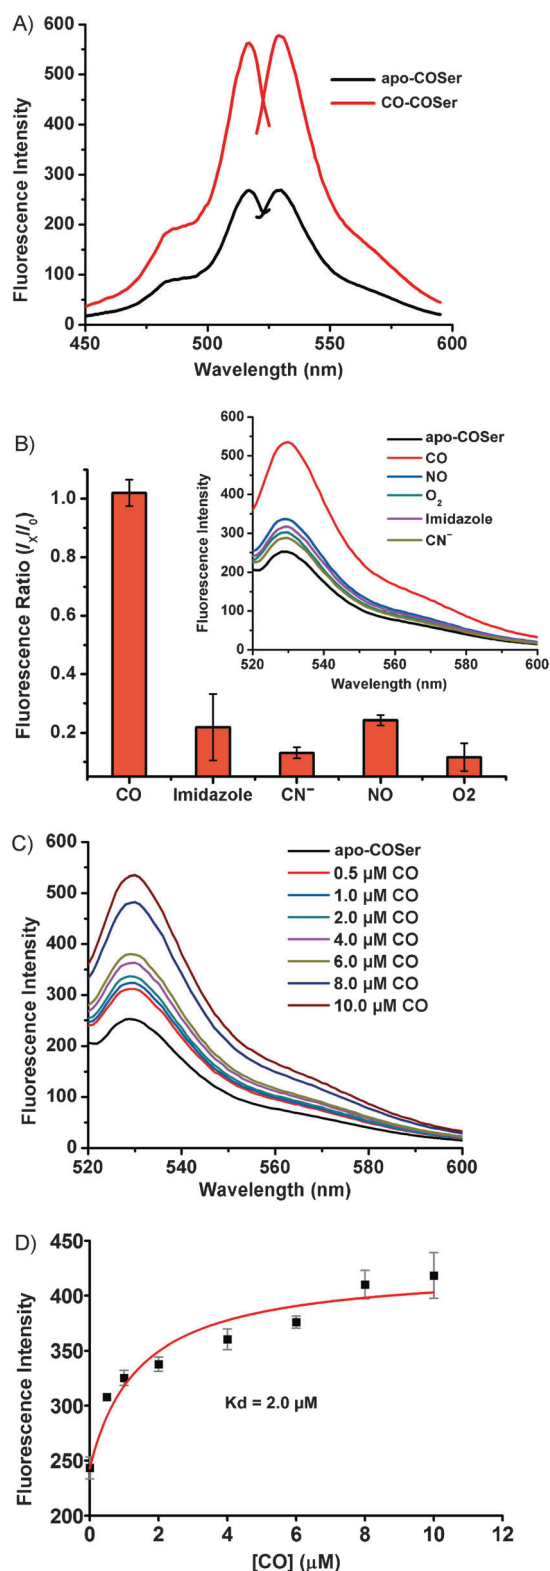 A)
600
500
400
300
200
100
0
Fluorescence Intensity
apo-COSer
CO-COSer
450 500 550 600
Wavelength (nm)
B)
1.0
0.8
0.6
0.4
0.2
Fluorescence Ratio (Iₓ/I₀)
CO Imidazole CN⁻ NO O2
600
500
400
300
200
100
0
Fluorescence Intensity
apo-COSer
CO
NO
O₂
Imidazole
CN⁻
520 540 560 580 600
Wavelength (nm)
C)
600
500
400
300
200
100
0
Fluorescence Intensity
apo-COSer
0.5 µM CO
1.0 µM CO
2.0 µM CO
4.0 µM CO
6.0 µM CO
8.0 µM CO
10.0 µM CO
520 540 560 580 600
Wavelength (nm)
D)
450
400
350
300
250
200
Fluorescence Intensity
Kd = 2.0 µM
0 2 4 6 8 10 12
[CO] (µM)